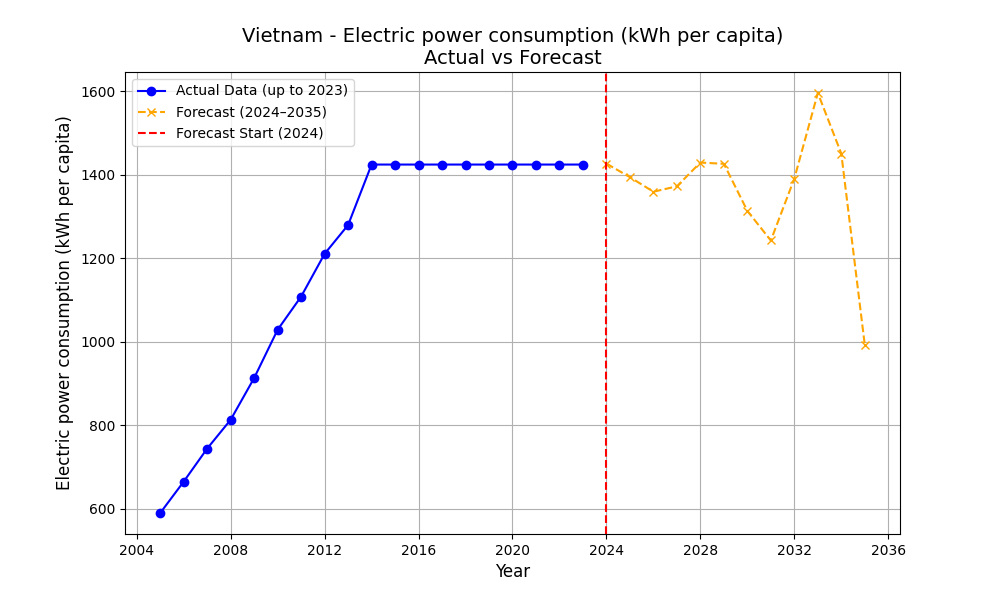 Vietnam - Electric power consumption (kWh per capita)
Actual vs Forecast
Actual Data (up to 2023)
Forecast (2024–2035)
Forecast Start (2024)
Electric power consumption (kWh per capita)
1600
1400
1200
1000
800
600
2004 2008 2012 2016 2020 2024 2028 2032 2036
Year